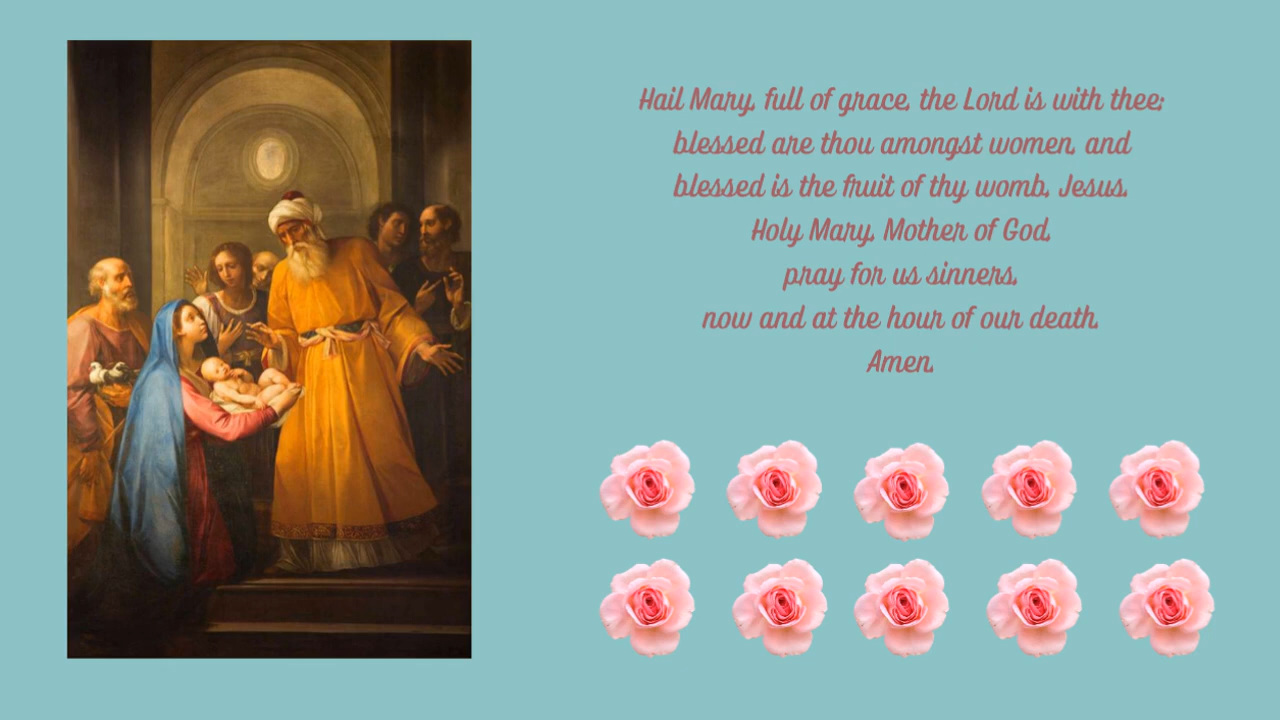 Hail Mary, full of grace, the Lord is with thee;
blessed are thou amongst women, and
blessed is the fruit of thy womb, Jesus.
Holy Mary, Mother of God,
pray for us sinners,
now and at the hour of our death.
Amen.